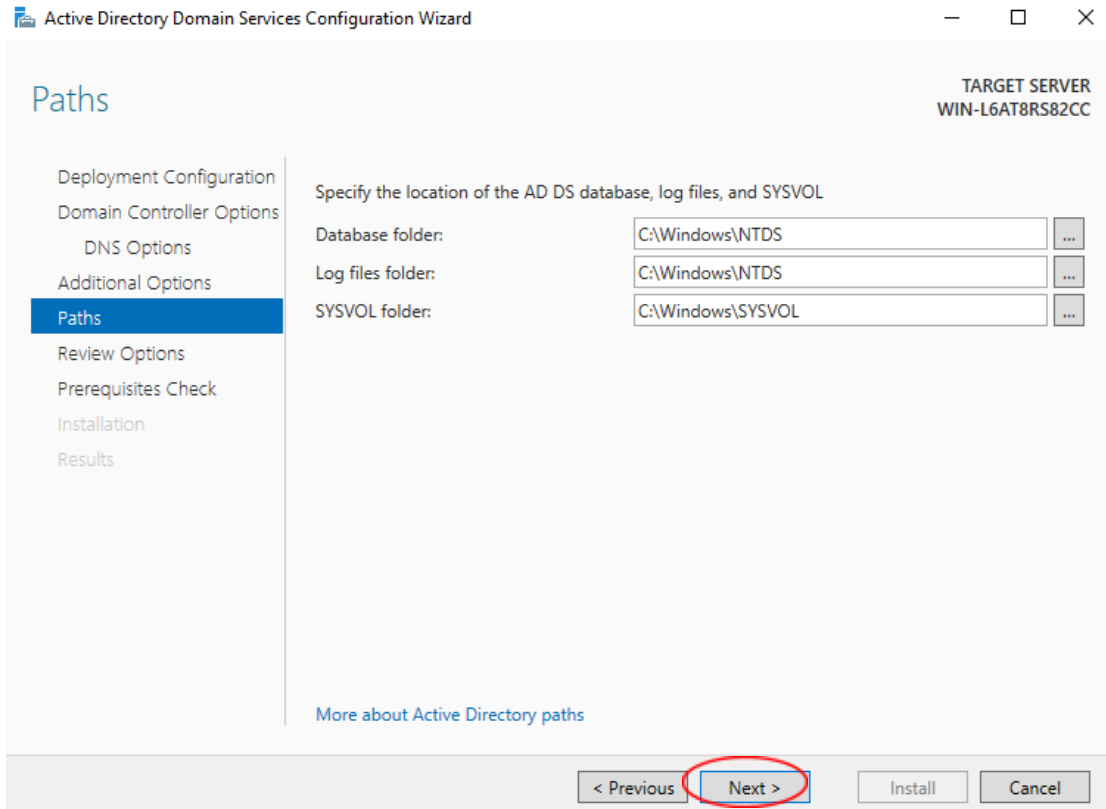 Active Directory Domain Services Configuration Wizard
Paths
TARGET SERVER
WIN-L6AT8RS82CC
Deployment Configuration
Domain Controller Options
DNS Options
Additional Options
Paths
Review Options
Prerequisites Check
Installation
Results
Specify the location of the AD DS database, log files, and SYSVOL
Database folder: C:\Windows\NTDS ...
Log files folder: C:\Windows\NTDS ...
SYSVOL folder: C:\Windows\SYSVOL ...
More about Active Directory paths
< Previous Next > Install Cancel